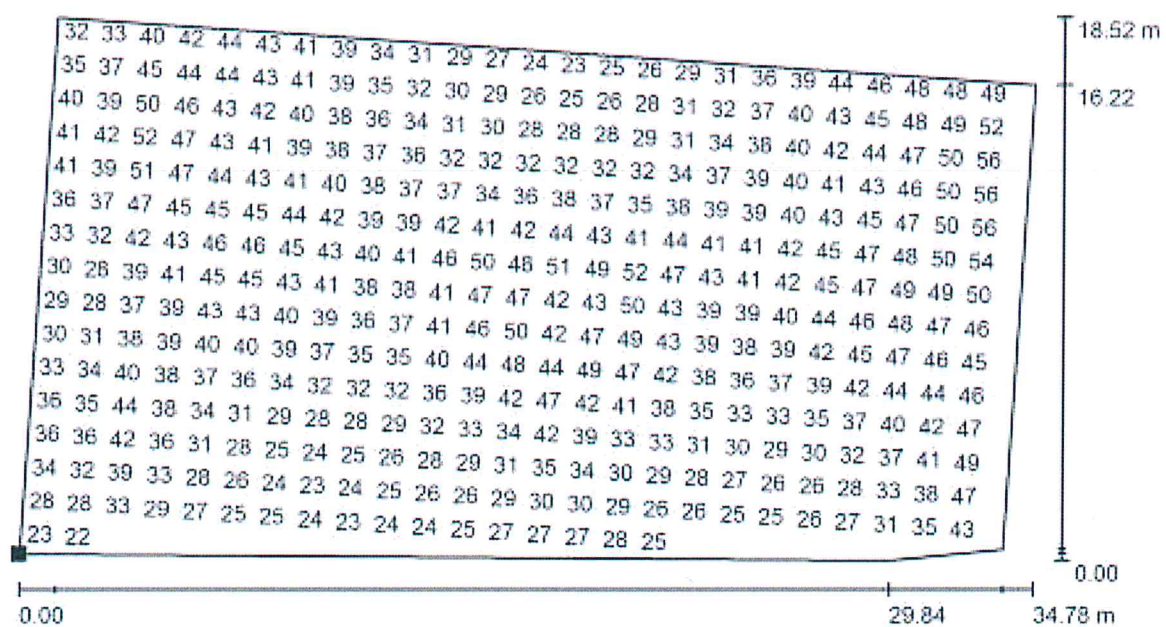 32 33 40 42 44 43 41 39 34 31 29 27 24 23 25 26 29 31 36 39 44 46 48 48 49
18.52 m
35 37 45 44 44 43 41 39 35 32 30 29 26 25 26 28 31 32 37 40 43 45 48 49 52
16.22
40 39 50 46 43 42 40 38 36 34 31 30 28 28 28 29 31 34 38 40 42 44 47 50 56
41 42 52 47 43 41 39 38 37 36 32 32 32 32 32 32 34 37 39 40 41 43 46 50 56
41 39 51 47 44 43 41 40 38 37 37 34 36 38 37 35 38 39 39 40 43 45 47 50 56
36 37 47 45 45 45 44 42 39 39 42 41 42 44 43 41 44 41 41 42 45 47 48 50 54
33 32 42 43 46 46 45 43 40 41 46 50 48 51 49 52 47 43 41 42 45 47 49 49 50
30 28 39 41 45 45 43 41 38 38 41 47 47 42 43 50 43 39 39 40 44 46 48 47 46
29 28 37 39 43 43 40 39 36 37 41 46 50 42 47 49 43 39 38 39 42 45 47 46 45
30 31 38 39 40 40 39 37 35 35 40 44 48 44 49 47 42 38 36 37 39 42 44 44 46
33 34 40 38 37 36 34 32 32 32 36 39 42 47 42 41 38 35 33 33 35 37 40 42 47
36 35 44 38 34 31 29 28 28 29 32 33 34 42 39 33 33 31 30 29 30 32 37 41 49
36 36 42 36 31 28 25 24 25 26 28 29 31 35 34 30 29 28 27 26 26 28 33 38 47
34 32 39 33 28 26 24 23 24 25 26 26 29 30 30 29 26 26 25 25 26 27 31 35 43
28 28 33 29 27 25 25 24 23 24 24 25 27 27 27 28 25
23 22
0.00
0.00
29.84
34.78 m